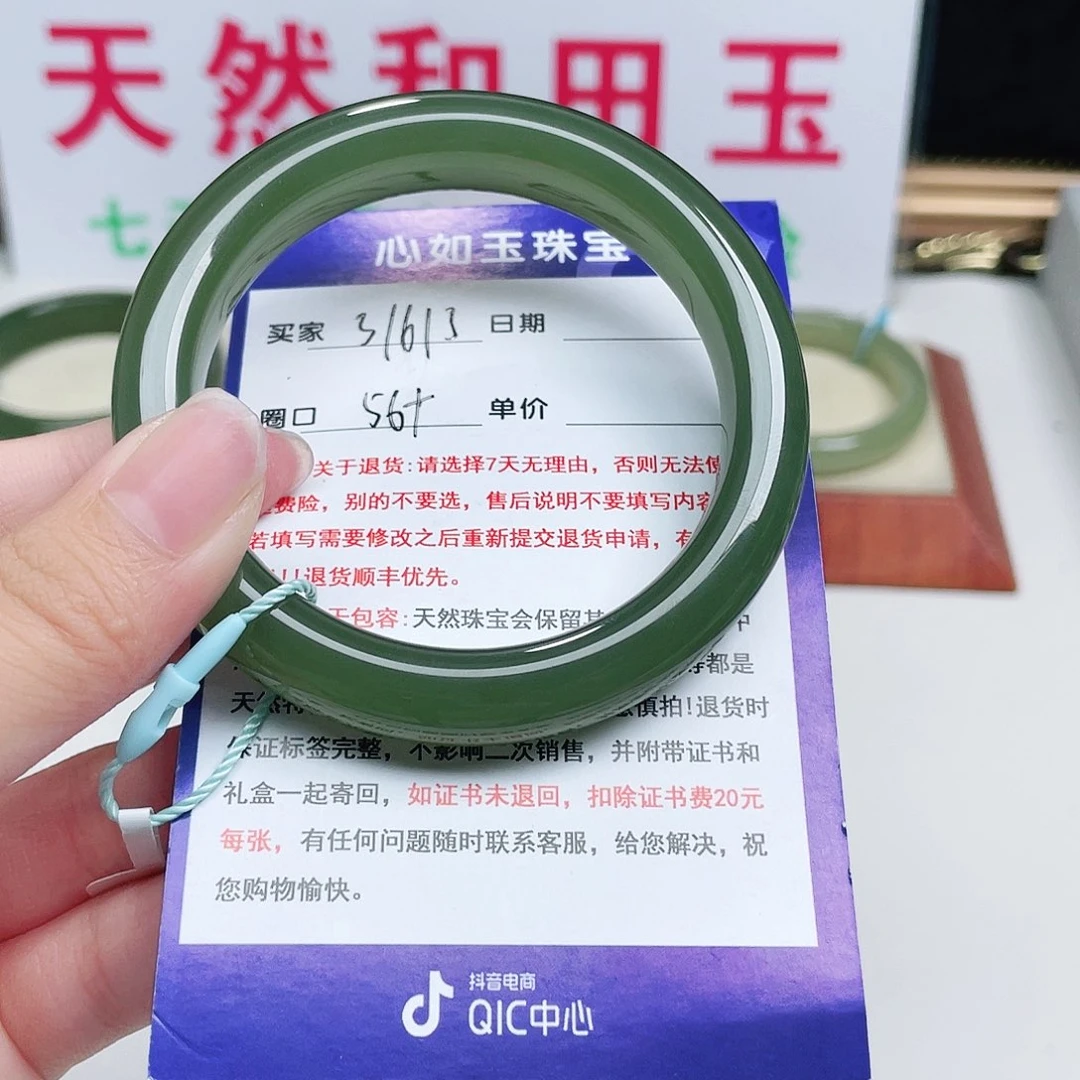 天然和田玉
七
心如玉珠宝
买家 31613 日期
圈口 56+ 单价
关于退货:请选择7天无理由，否则无法使
费险，别的不要选，售后说明不要填写内容
若填写需要修改之后重新提交退货申请，有
!!退货顺丰优先。
于包容:天然珠宝会保留其
都是
天然 慎拍!退货时
保证标签完整，不影响二次销售，并附带证书和
礼盒一起寄回，如证书未退回，扣除证书费20元
每张，有任何问题随时联系客服，给您解决，祝
您购物愉快。
抖音电商
QIC中心